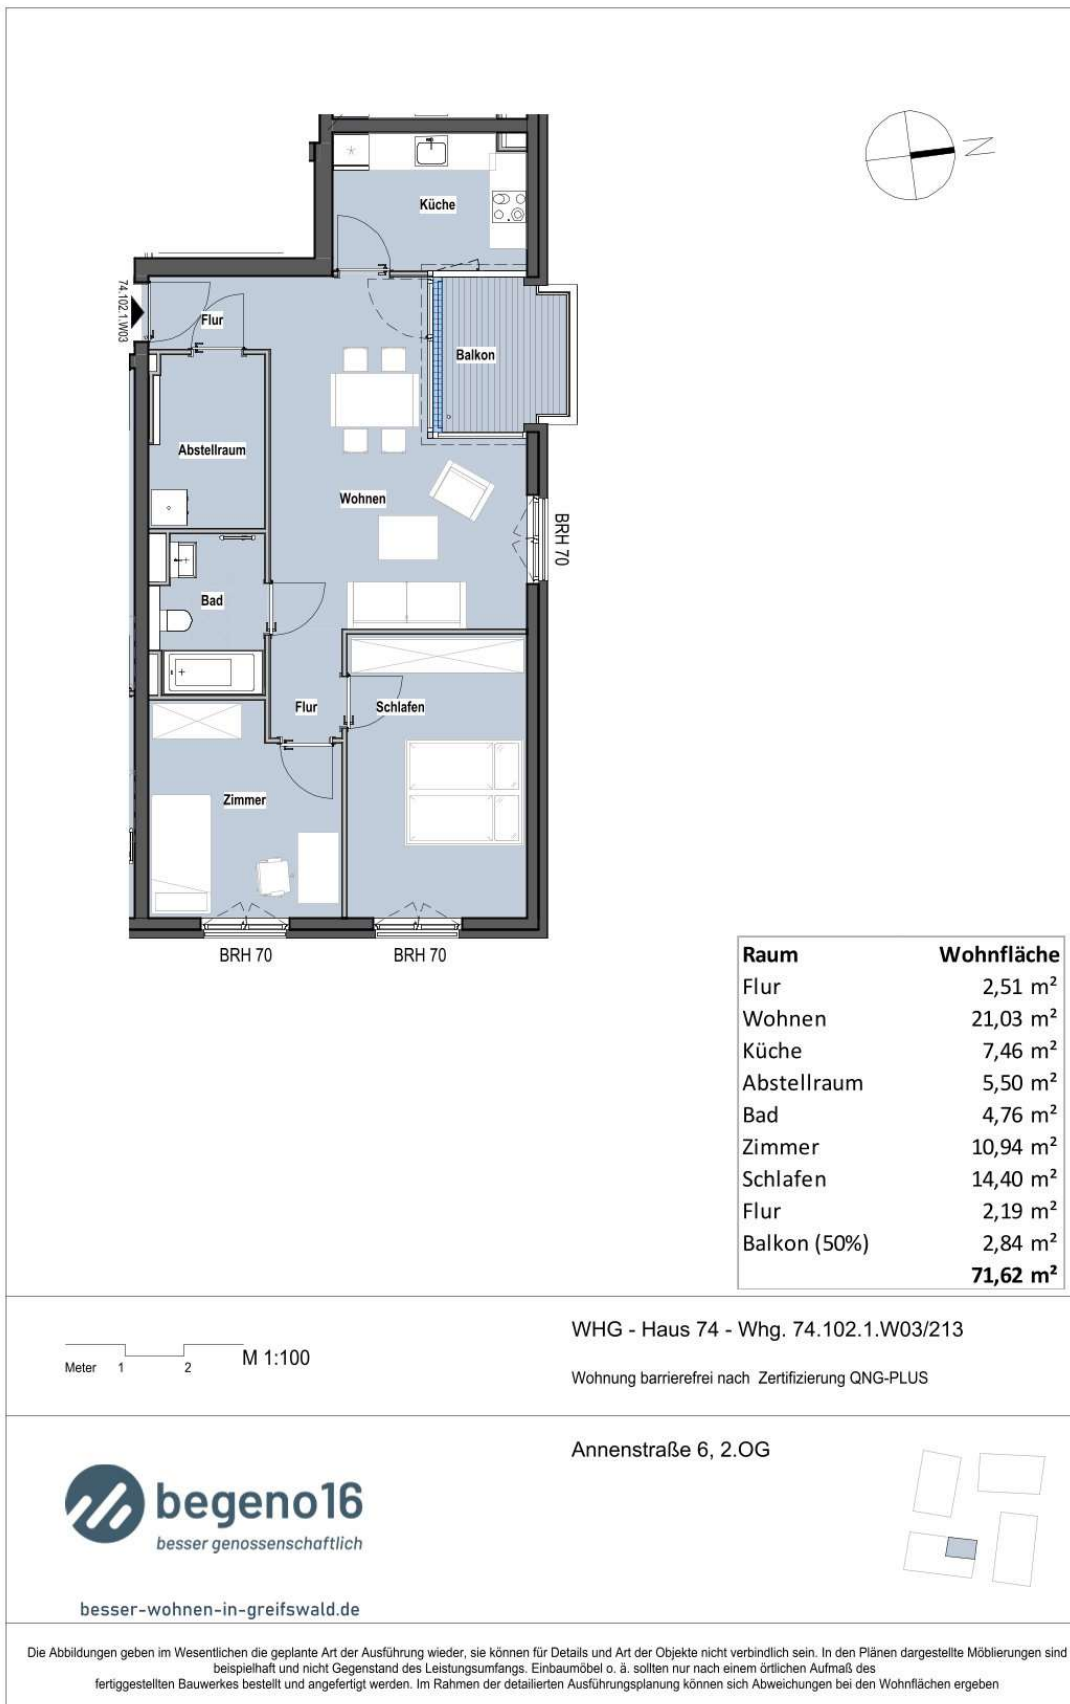 N
Küche
74.102.1.W03
Flur
Balkon
Abstellraum
Wohnen
BRH 70
Bad
Flur
Schlafen
Zimmer
BRH 70
BRH 70
Raum Wohnfläche
Flur 2,51 m²
Wohnen 21,03 m²
Küche 7,46 m²
Abstellraum 5,50 m²
Bad 4,76 m²
Zimmer 10,94 m²
Schlafen 14,40 m²
Flur 2,19 m²
Balkon (50%) 2,84 m²
71,62 m²
Meter 1 2 M 1:100
WHG - Haus 74 - Whg. 74.102.1.W03/213
Wohnung barrierefrei nach Zertifizierung QNG-PLUS
Annenstraße 6, 2.OG
begeno16
besser genossenschaftlich
besser-wohnen-in-greifswald.de
Die Abbildungen geben im Wesentlichen die geplante Art der Ausführung wieder, sie können für Details und Art der Objekte nicht verbindlich sein. In den Plänen dargestellte Möblierungen sind
beispielhaft und nicht Gegenstand des Leistungsumfangs. Einbaumöbel o. ä. sollten nur nach einem örtlichen Aufmaß des
fertiggestellten Bauwerkes bestellt und angefertigt werden. Im Rahmen der detailierten Ausführungsplanung können sich Abweichungen bei den Wohnflächen ergeben